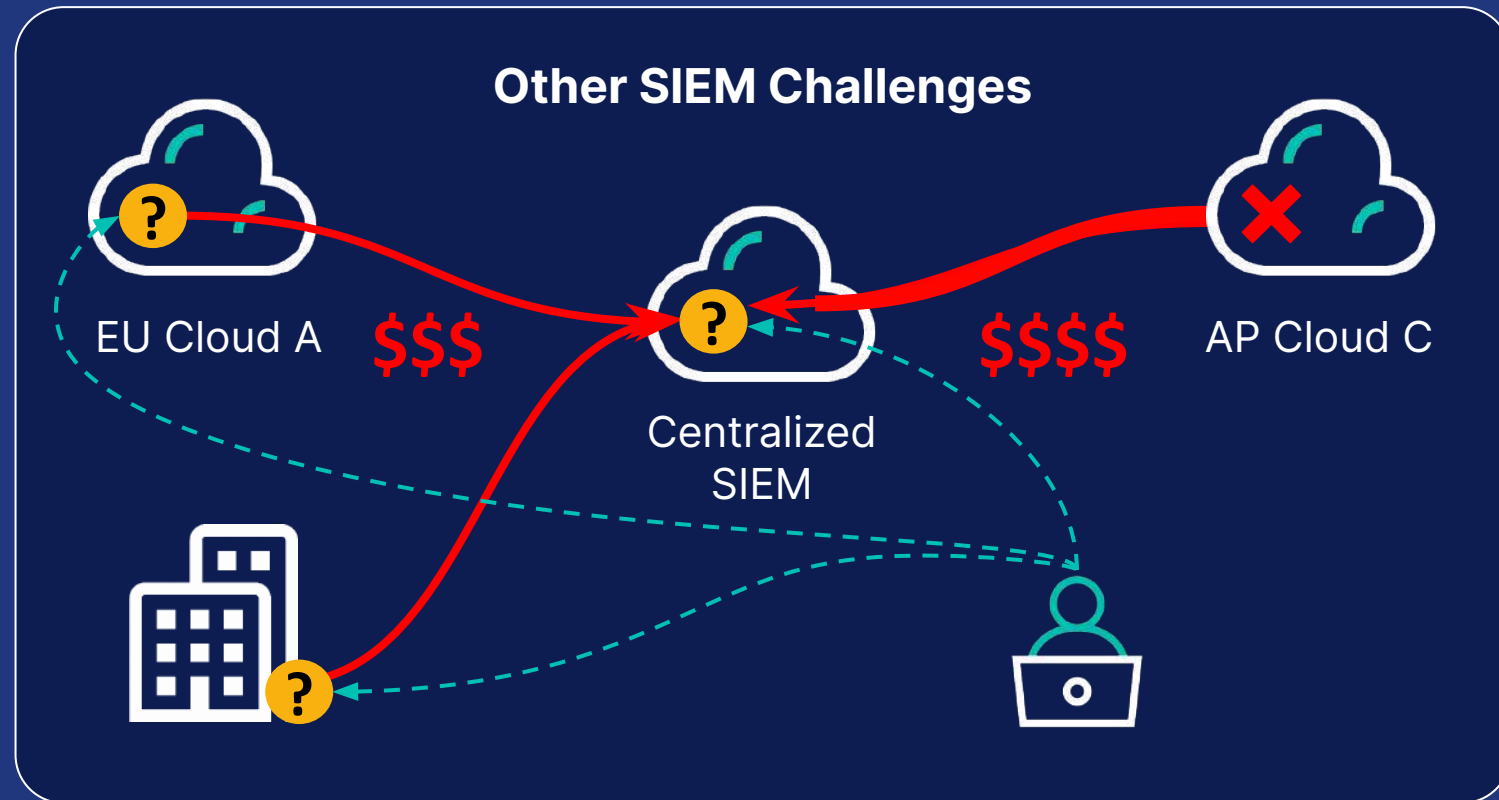 Other SIEM Challenges
?
?
EU Cloud A
$$$
$$$$
AP Cloud C
Centralized
SIEM
?